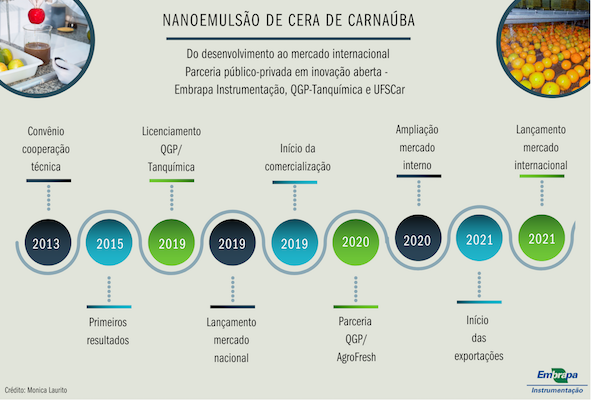 NANOEMULSÃO DE CERA DE CARNAÚBA
Do desenvolvimento ao mercado internacional
Parceria público-privada em inovação aberta -
Embrapa Instrumentação, QGP-Tanquímica e UFSCar
Convênio
cooperação
técnica
Licenciamento
QGP/
Tanquímica
Início da
comercialização
Ampliação
mercado
interno
Lançamento
mercado
internacional
2013
2015
2019
2019
2019
2020
2020
2021
2021
Primeiros
resultados
Lançamento
mercado
nacional
Parceria
QGP/
AgroFresh
Início
das
exportações
Crédito: Monica Laurito
Embrapa
Instrumentação